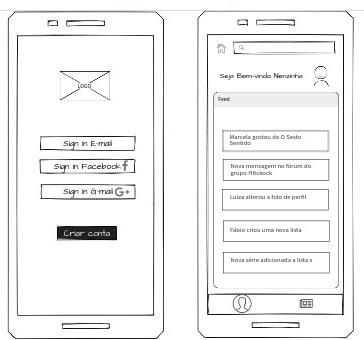 LOGO
Sign in E-mail
Sign in Facebook f
Sign in G-mail G+
Criar conta
Seja Bem-vinda Nenzinha
Feed
Marcela gostou de O Sexto
Sentido
Nova mensagem no fórum do
grupo Hitckock
Luiza alterou a foto de perfil
Fábio criou uma nova lista
Nova série adicionada a lista x